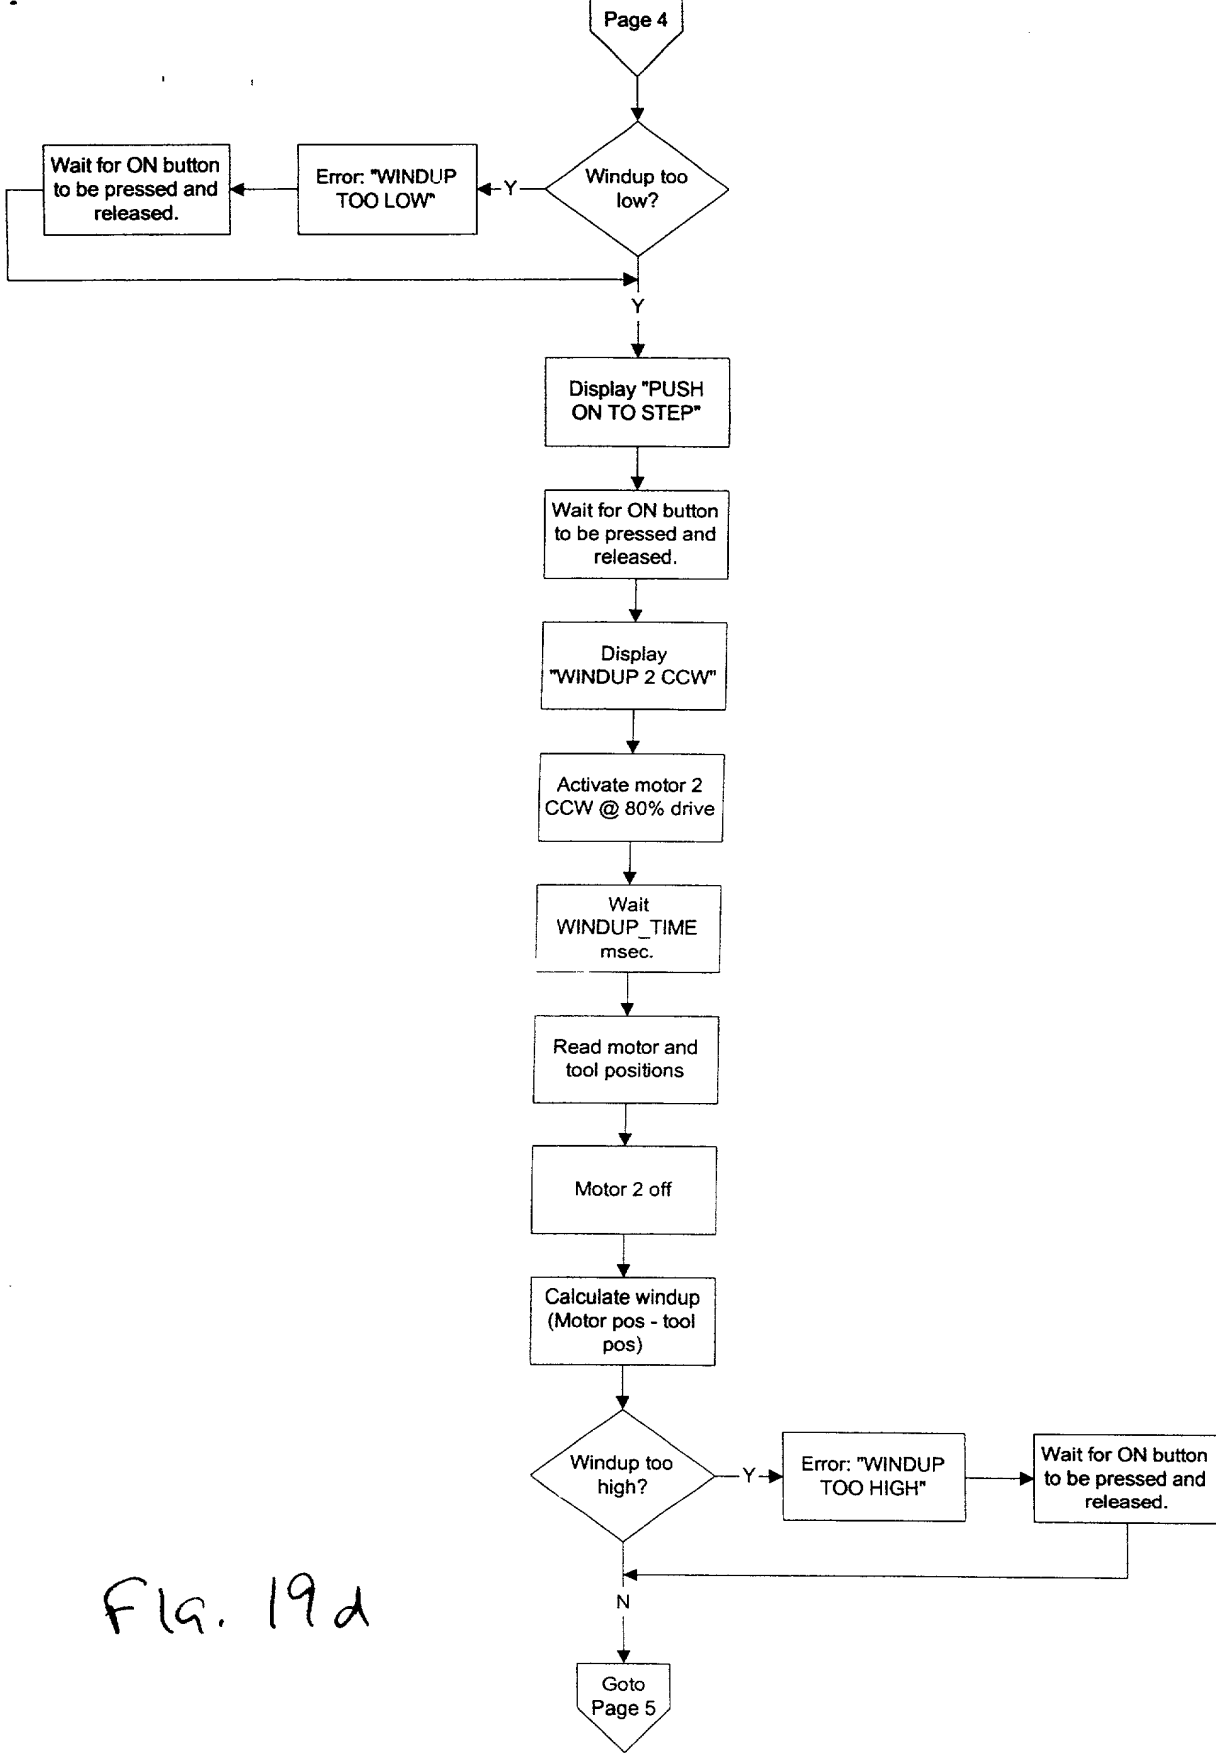 Page 4
Windup too
low?
Y
Error: "WINDUP
TOO LOW"
Wait for ON button
to be pressed and
released.
Y
Display "PUSH
ON TO STEP"
Wait for ON button
to be pressed and
released.
Display
"WINDUP 2 CCW"
Activate motor 2
CCW @ 80% drive
Wait
WINDUP_TIME
msec.
Read motor and
tool positions
Motor 2 off
Calculate windup
(Motor pos - tool
pos)
Windup too
high?
Y
Error: "WINDUP
TOO HIGH"
Wait for ON button
to be pressed and
released.
N
Goto
Page 5
FIG. 19d